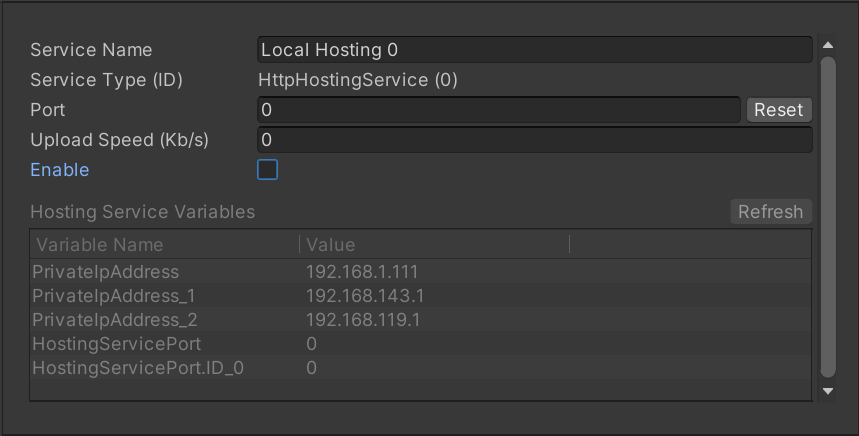 Service Name Local Hosting 0
Service Type (ID) HttpHostingService (0)
Port 0 Reset
Upload Speed (Kb/s) 0
Enable
Hosting Service Variables Refresh
Variable Name Value
PrivateIpAddress 192.168.1.111
PrivateIpAddress_1 192.168.143.1
PrivateIpAddress_2 192.168.119.1
HostingServicePort 0
HostingServicePort.ID_0 0